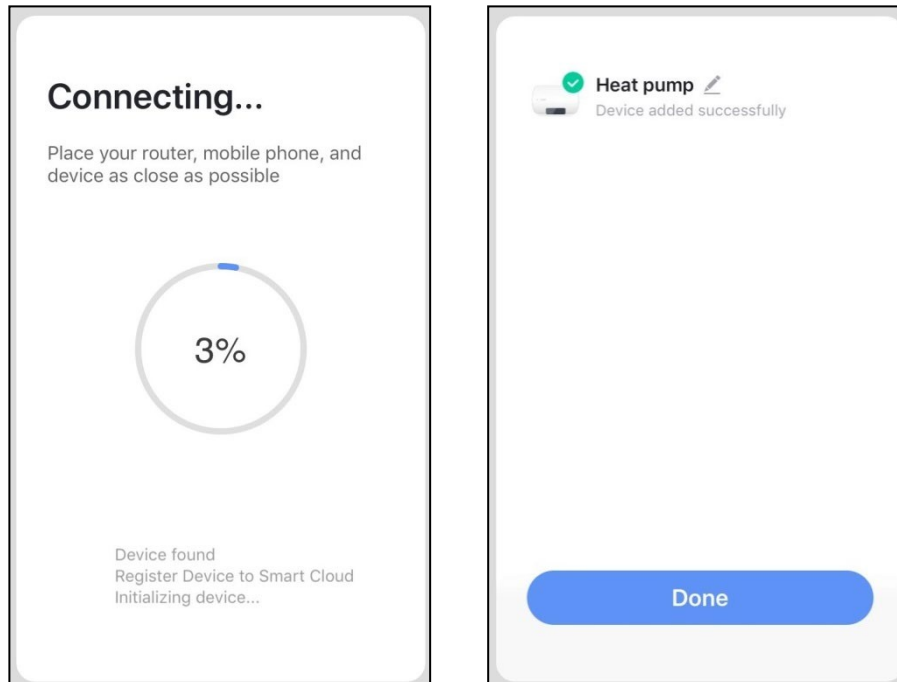 Connecting...
Place your router, mobile phone, and
device as close as possible
3%
Device found
Register Device to Smart Cloud
Initializing device...
Heat pump
Device added successfully
Done